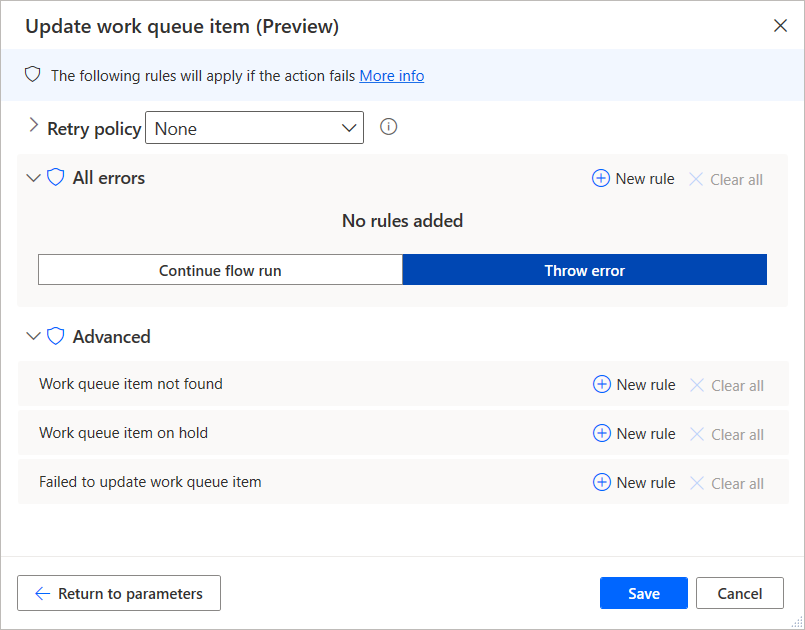 Update work queue item (Preview)
The following rules will apply if the action fails More info
Retry policy None
All errors New rule Clear all
No rules added
Continue flow run Throw error
Advanced
Work queue item not found New rule Clear all
Work queue item on hold New rule Clear all
Failed to update work queue item New rule Clear all
Return to parameters Save Cancel